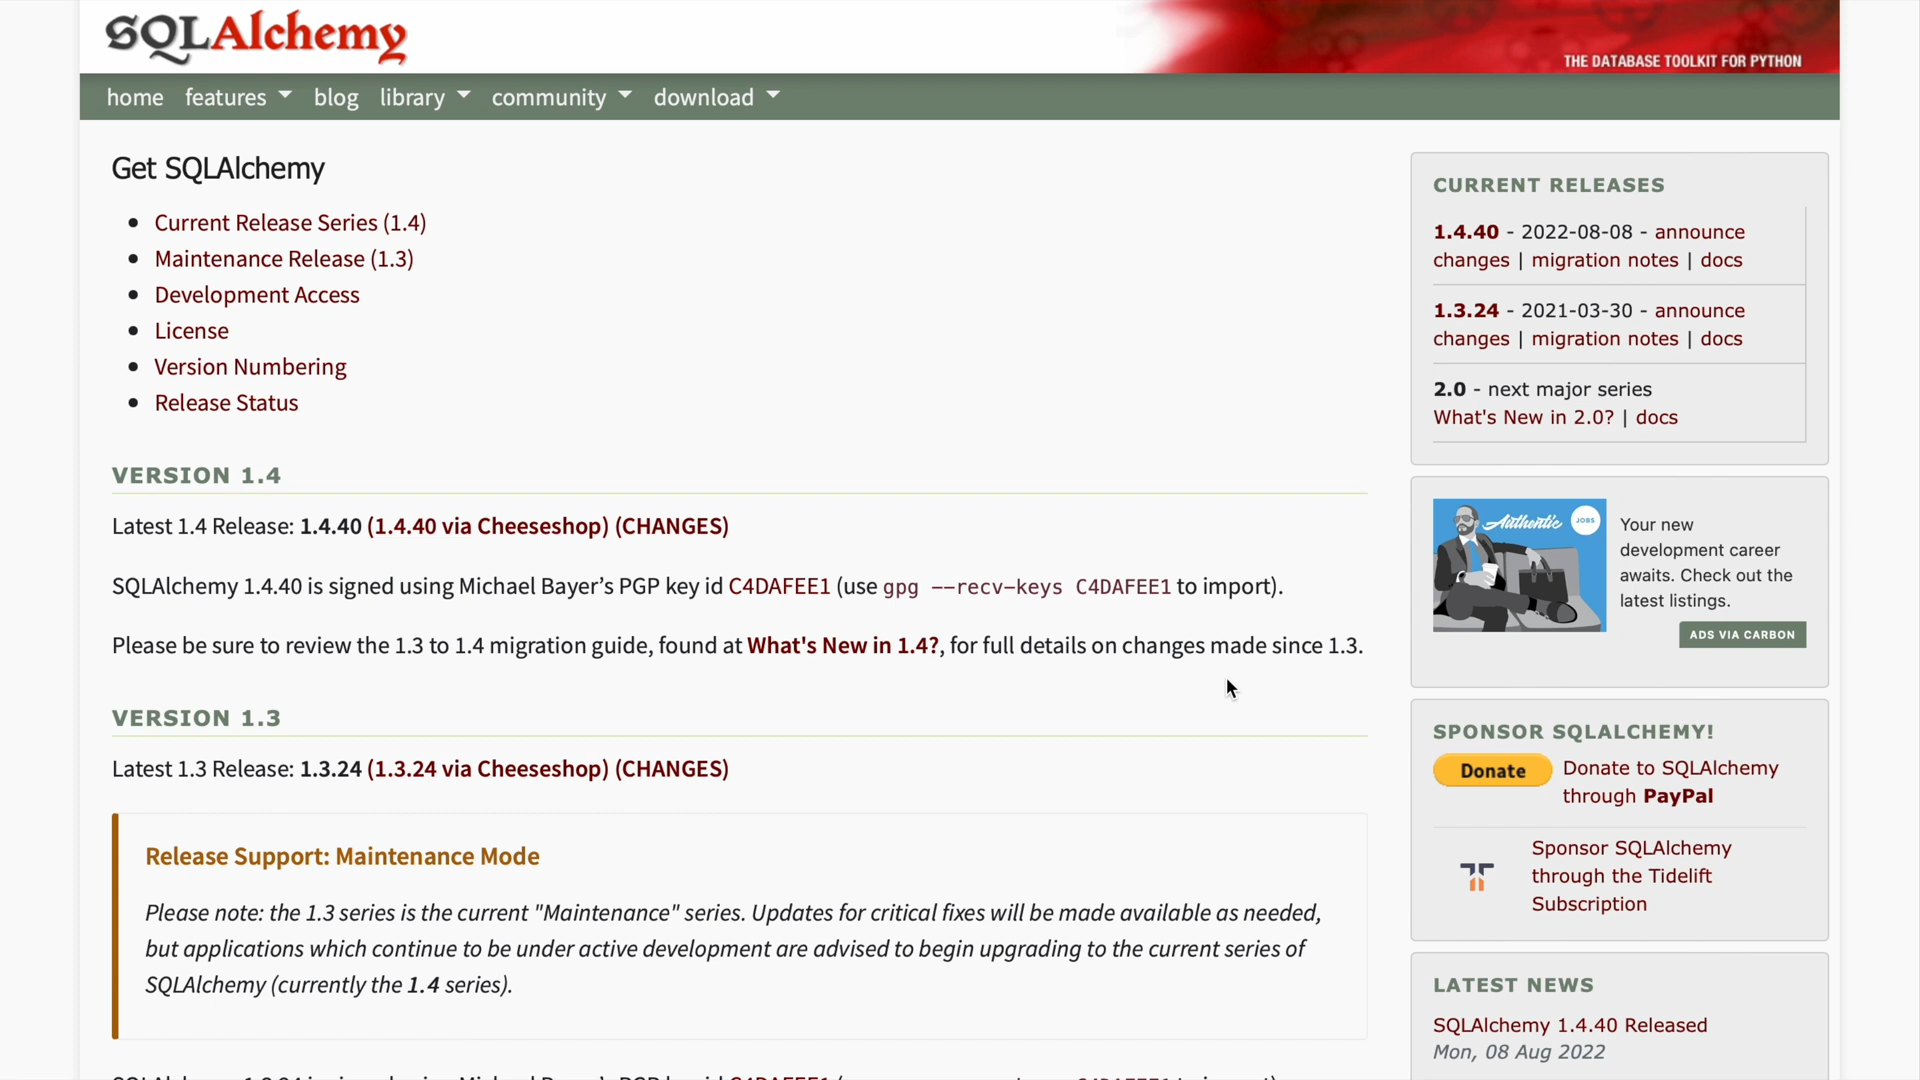 SQLAlchemy
THE DATABASE TOOLKIT FOR PYTHON
home features blog library community download
Get SQLAlchemy
Current Release Series (1.4)
Maintenance Release (1.3)
Development Access
License
Version Numbering
Release Status
VERSION 1.4
Latest 1.4 Release: 1.4.40 (1.4.40 via Cheeseshop) (CHANGES)
SQLAlchemy 1.4.40 is signed using Michael Bayer’s PGP key id C4DAFEE1 (use gpg --recv-keys C4DAFEE1 to import).
Please be sure to review the 1.3 to 1.4 migration guide, found at What's New in 1.4?, for full details on changes made since 1.3.
VERSION 1.3
Latest 1.3 Release: 1.3.24 (1.3.24 via Cheeseshop) (CHANGES)
Release Support: Maintenance Mode
Please note: the 1.3 series is the current "Maintenance" series. Updates for critical fixes will be made available as needed,
but applications which continue to be under active development are advised to begin upgrading to the current series of
SQLAlchemy (currently the 1.4 series).
CURRENT RELEASES
1.4.40 - 2022-08-08 - announce
changes | migration notes | docs
1.3.24 - 2021-03-30 - announce
changes | migration notes | docs
2.0 - next major series
What's New in 2.0? | docs
Authentic JOBS
Your new
development career
awaits. Check out the
latest listings.
ADS VIA CARBON
SPONSOR SQLALCHEMY!
Donate
Donate to SQLAlchemy
through PayPal
Sponsor SQLAlchemy
through the Tidelift
Subscription
LATEST NEWS
SQLAlchemy 1.4.40 Released
Mon, 08 Aug 2022